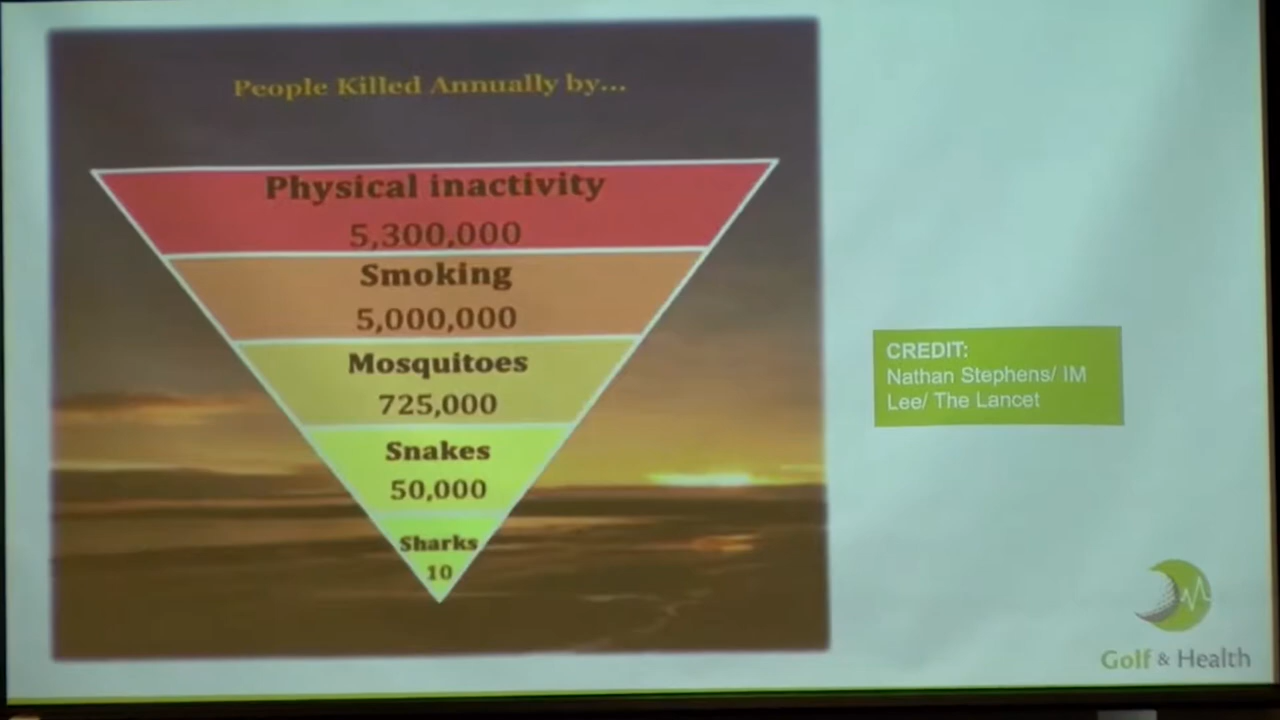 People Killed Annually by...
Physical inactivity
5,300,000
Smoking
5,000,000
Mosquitoes
725,000
Snakes
50,000
Sharks
10
CREDIT:
Nathan Stephens/ IM
Lee/ The Lancet
Golf & Health